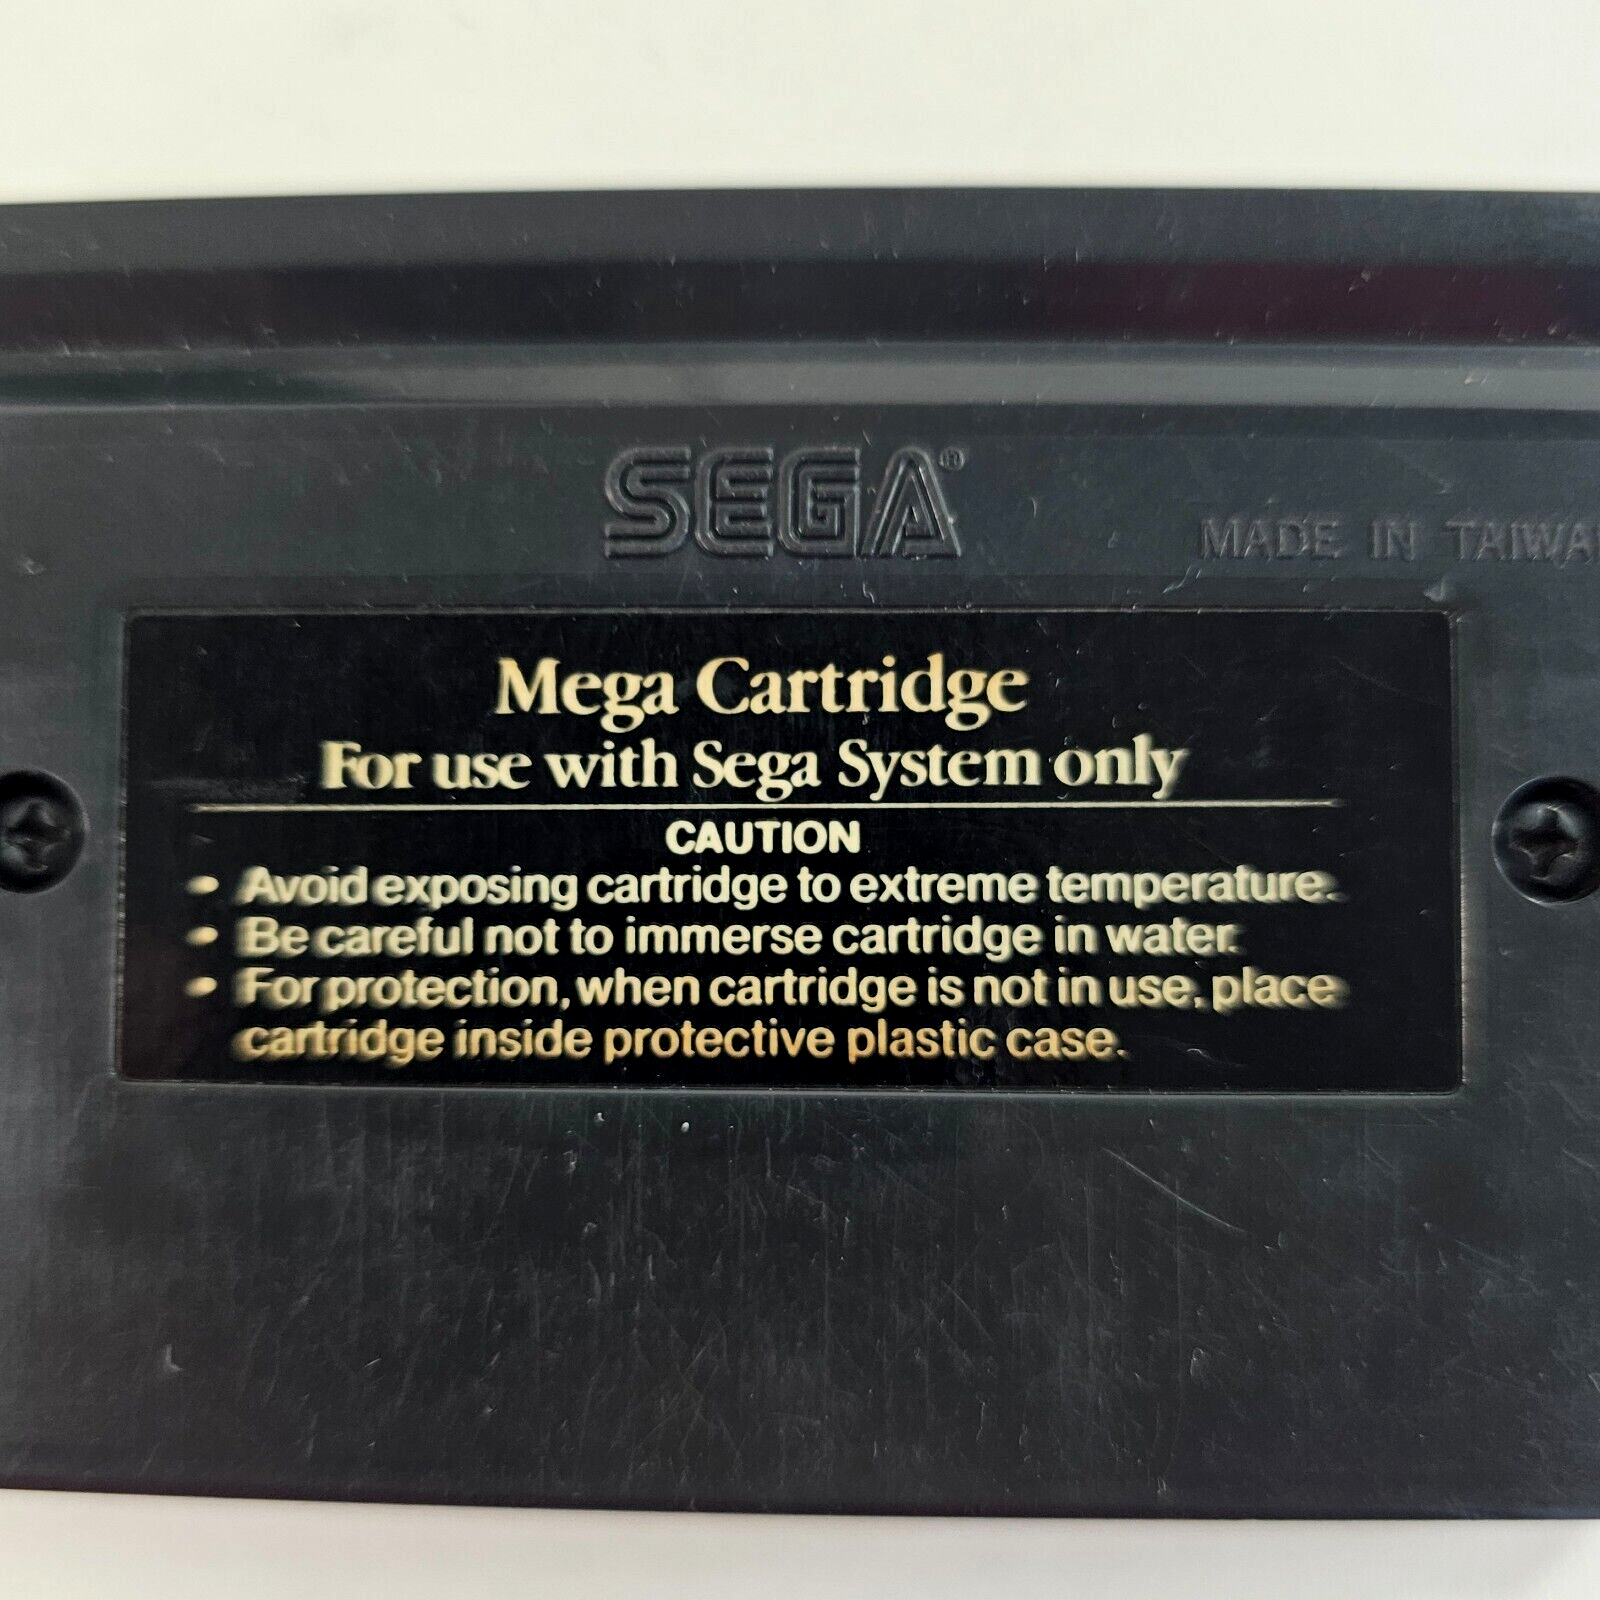 SEGA®
MADE IN TAIWA
Mega Cartridge
For use with Sega System only
CAUTION
• Avoid exposing cartridge to extreme temperature.
• Be careful not to immerse cartridge in water.
• For protection, when cartridge is not in use, place
cartridge inside protective plastic case.